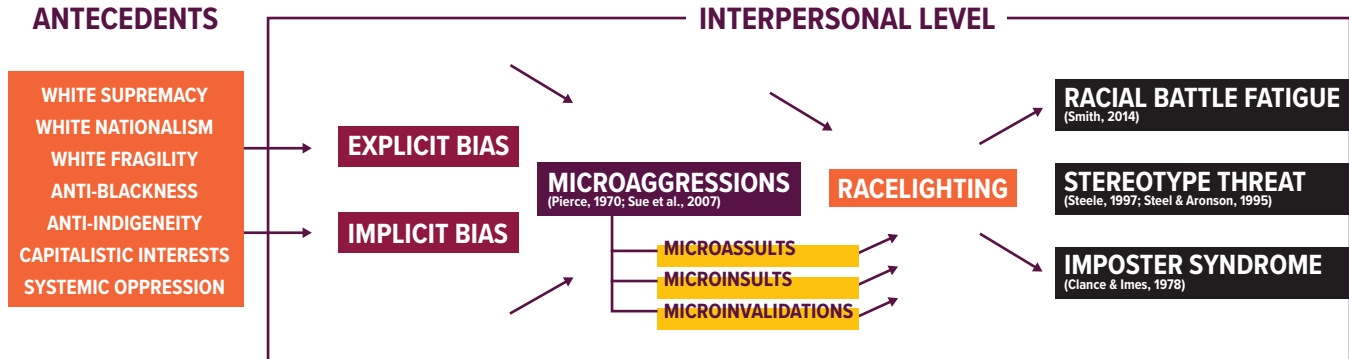 ANTECEDENTS
INTERPERSONAL LEVEL
WHITE SUPREMACY
WHITE NATIONALISM
WHITE FRAGILITY
ANTI-BLACKNESS
ANTI-INDIGENEITY
CAPITALISTIC INTERESTS
SYSTEMIC OPPRESSION
EXPLICIT BIAS
IMPLICIT BIAS
MICROAGGRESSIONS
(Pierce, 1970; Sue et al., 2007)
MICROASSULTS
MICROINSULTS
MICROINVALIDATIONS
RACELIGHTING
RACIAL BATTLE FATIGUE
(Smith, 2014)
STEREOTYPE THREAT
(Steele, 1997; Steel & Aronson, 1995)
IMPOSTER SYNDROME
(Clance & Imes, 1978)